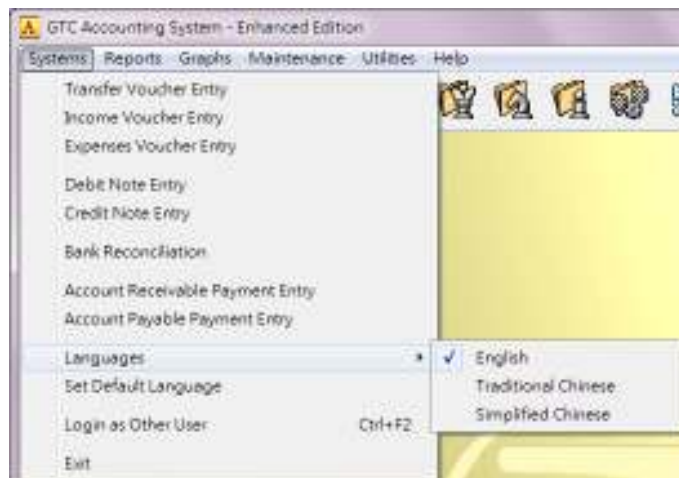 GTC Accounting System - Enhanced Edition
Systems Reports Graphs Maintenance Utilities Help
Transfer Voucher Entry
Income Voucher Entry
Expenses Voucher Entry
Debit Note Entry
Credit Note Entry
Bank Reconciliation
Account Receivable Payment Entry
Account Payable Payment Entry
Languages
English
Set Default Language
Traditional Chinese
Simplified Chinese
Login as Other User Ctrl+F2
Exit